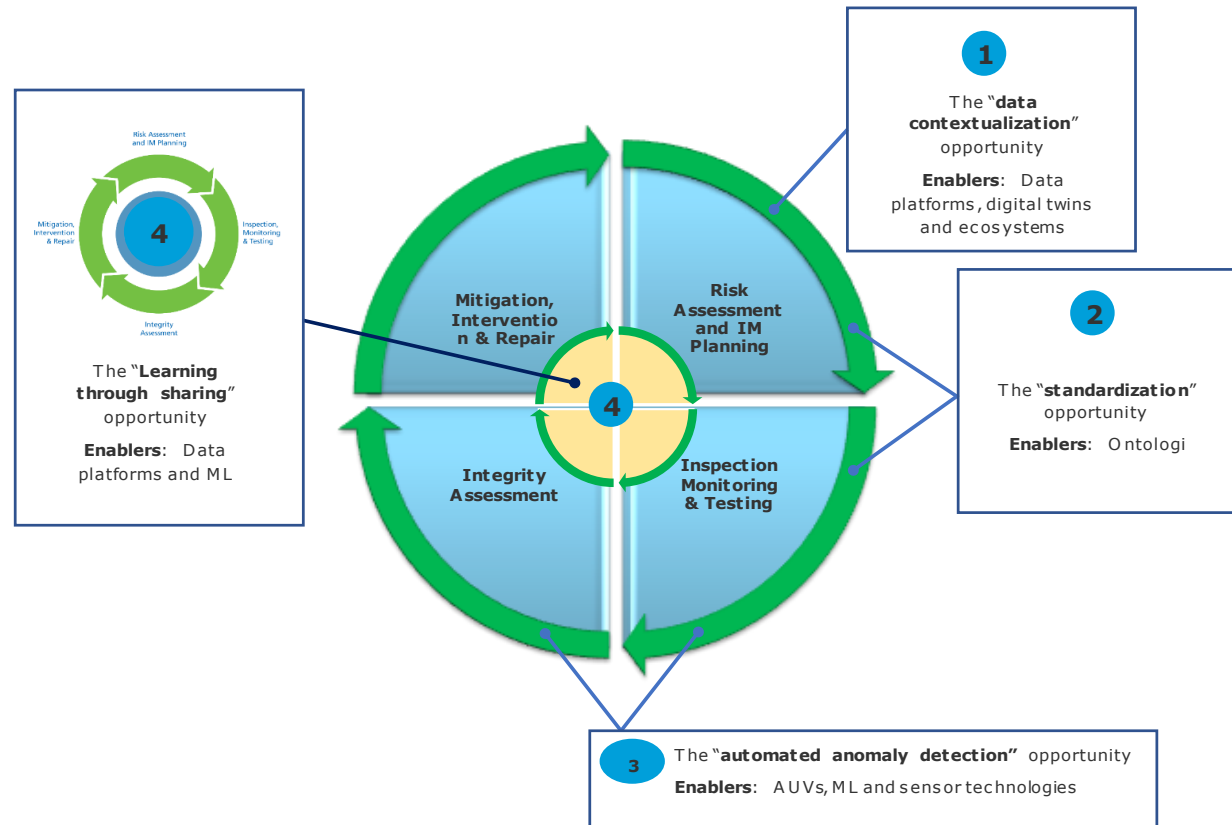 1
The “data
contextualization”
opportunity
Enablers: Data
platforms, digital twins
and ecosystems
Risk Assessment
and IM Planning
Mitigation,
Intervention
& Repair
4
Inspection,
Monitoring
& Testing
Integrity
Assessment
The “Learning
through sharing”
opportunity
Enablers: Data
platforms and ML
Mitigation,
Interventio
n & Repair
Risk
Assessment
and IM
Planning
4
Integrity
Assessment
Inspection
Monitoring
& Testing
2
The “standardization”
opportunity
Enablers: Ontologi
3
The “automated anomaly detection” opportunity
Enablers: AUVs, ML and sensor technologies